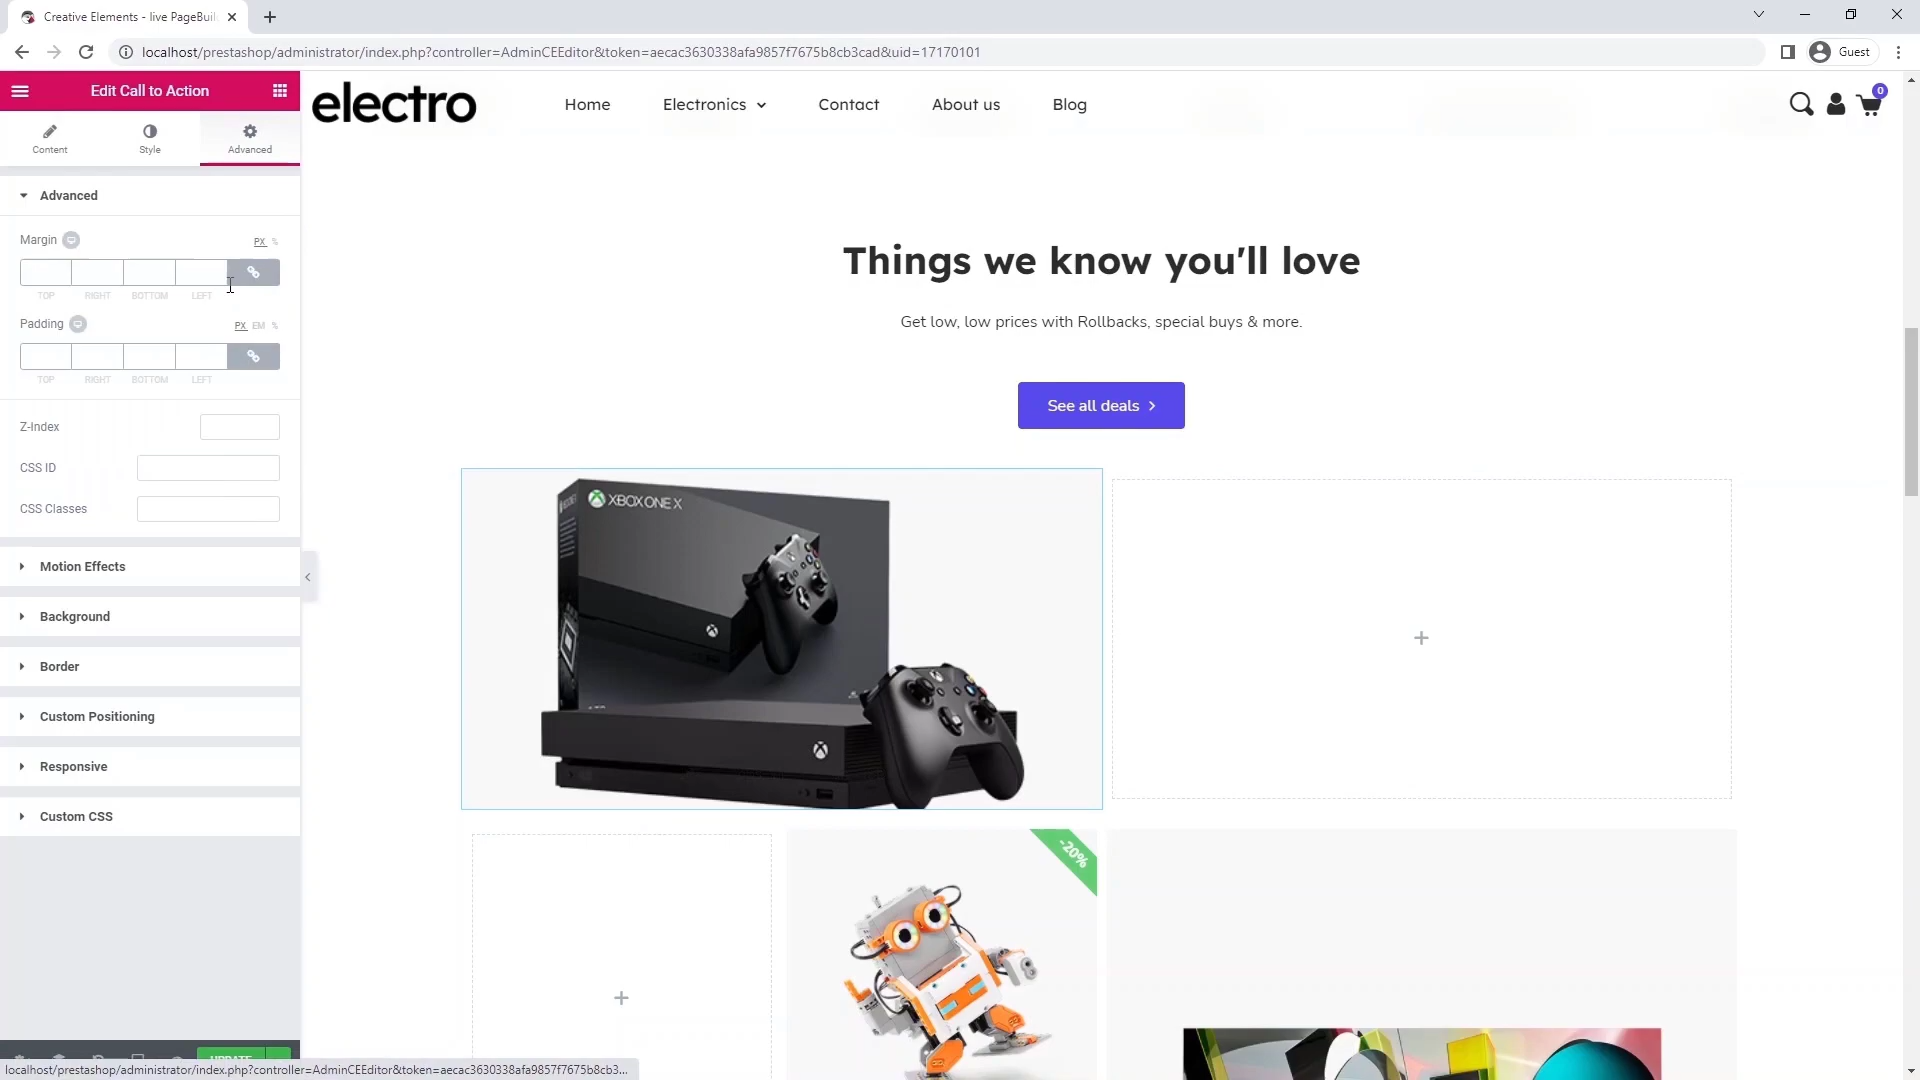 Creative Elements - live PageBuil
localhost/prestashop/administrator/index.php?controller=AdminCEEditor&token=aecac3630338afa9857f7675b8cb3cad&uid=17170101
Guest
Edit Call to Action
electro
Home
Electronics
Contact
About us
Blog
0
Content
Style
Advanced
Advanced
Margin
PX %
TOP RIGHT BOTTOM LEFT
Padding
PX EM %
TOP RIGHT BOTTOM LEFT
Z-Index
CSS ID
CSS Classes
Motion Effects
Background
Border
Custom Positioning
Responsive
Custom CSS
UPDATE
localhost/prestashop/administrator/index.php?controller=AdminCEEditor&token=aecac3630338afa9857f7675b8cb3...
Things we know you'll love
Get low, low prices with Rollbacks, special buys & more.
See all deals
XBOX ONE X
-20%